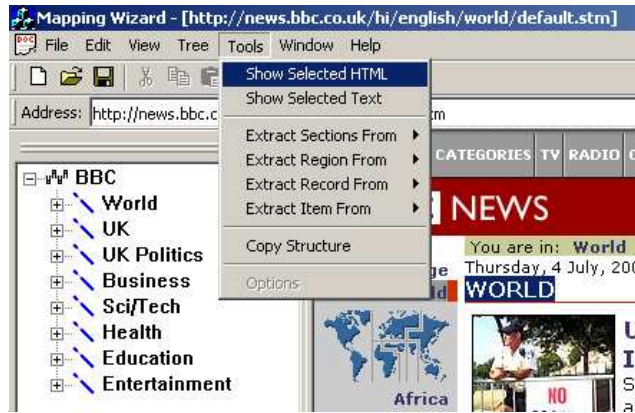 Mapping Wizard - [http://news.bbc.co.uk/hi/english/world/default.stm]
File Edit View Tree Tools Window Help
Show Selected HTML
Show Selected Text
Extract Sections From
Extract Region From
Extract Record From
Extract Item From
Copy Structure
Options
Address: http://news.bbc.c
CATEGORIES TV RADIO
BBC
World
UK
UK Politics
Business
Sci/Tech
Health
Education
Entertainment
NEWS
You are in: World
Thursday, 4 July, 200
WORLD
Africa
NO